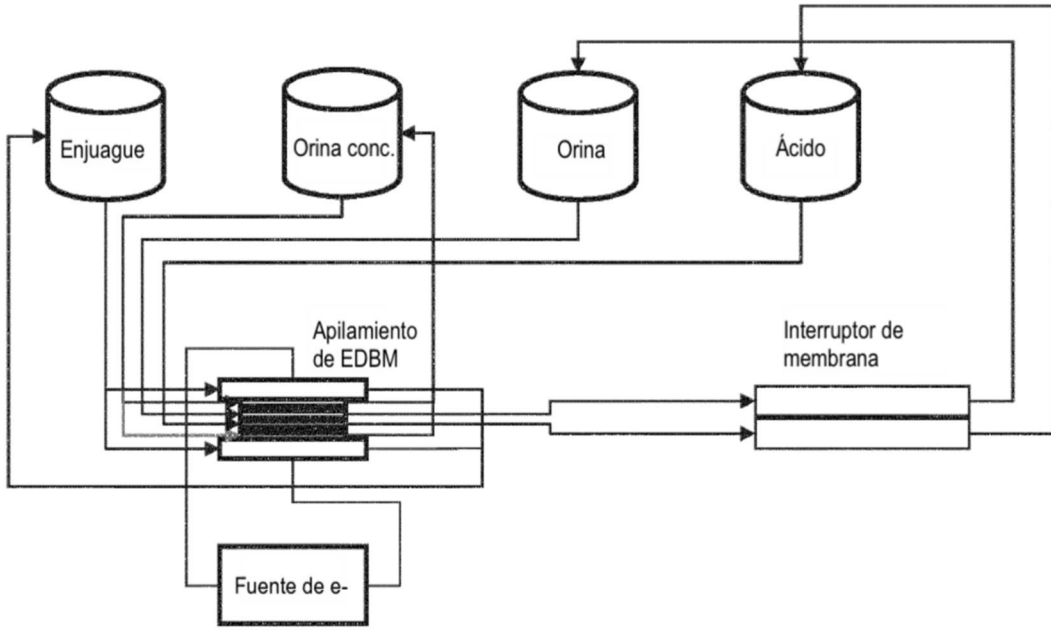 Enjuague
Orina conc.
Orina
Ácido
Apilamiento
de EDBM
Interruptor de
membrana
Fuente de e-